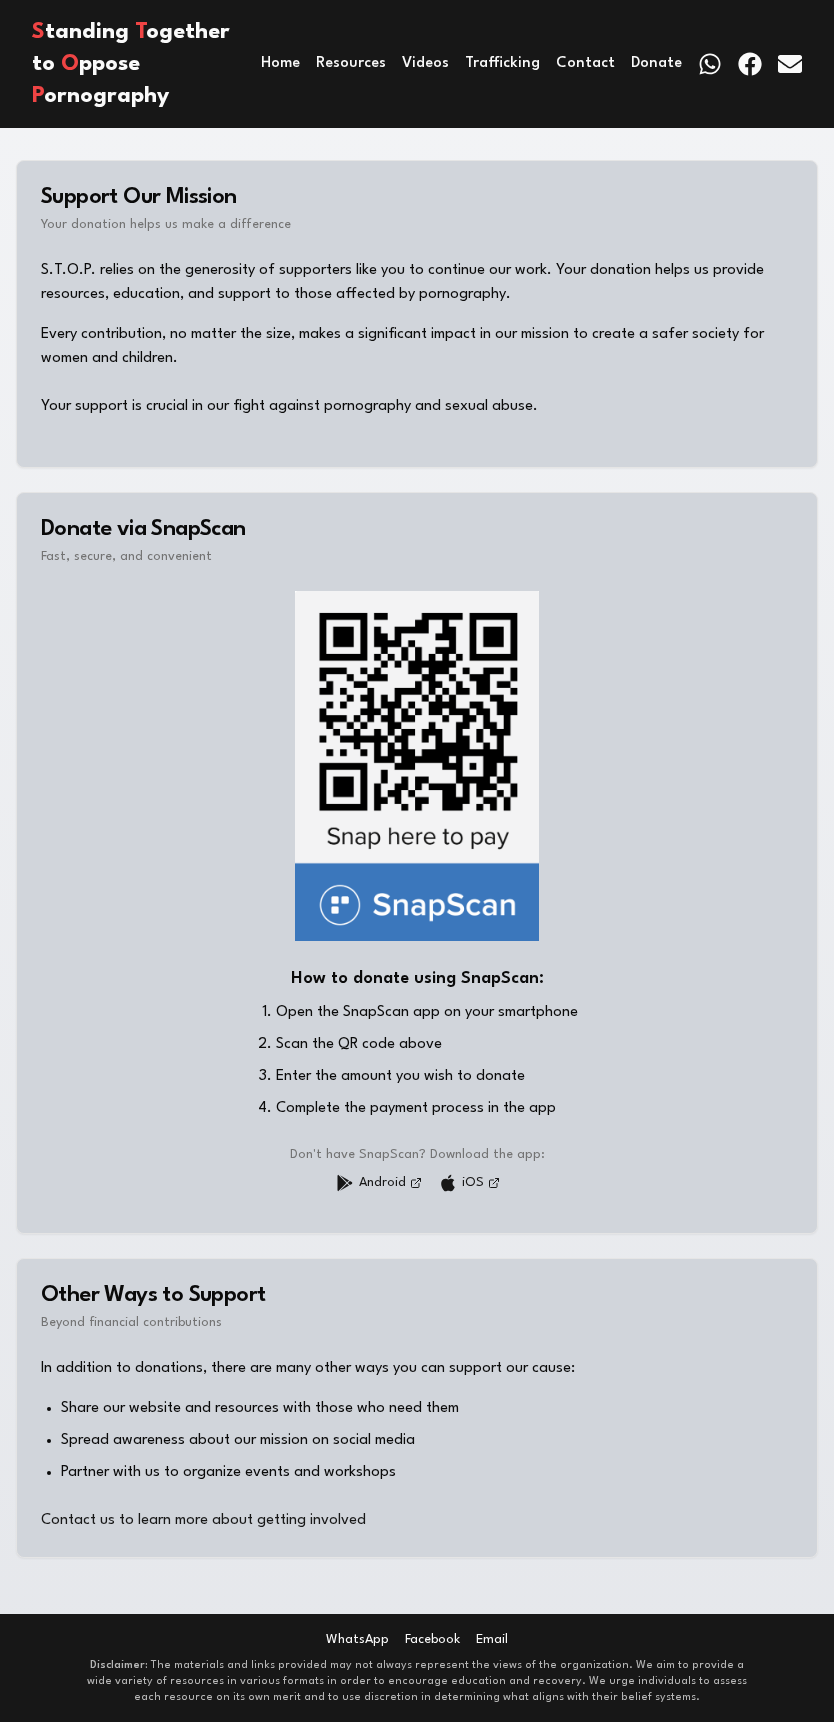 Standing Together
to Oppose
Pornography
Home Resources Videos Trafficking Contact Donate
Support Our Mission
Your donation helps us make a difference
S.T.O.P. relies on the generosity of supporters like you to continue our work. Your donation helps us provide
resources, education, and support to those affected by pornography.
Every contribution, no matter the size, makes a significant impact in our mission to create a safer society for
women and children.
Your support is crucial in our fight against pornography and sexual abuse.
Donate via SnapScan
Fast, secure, and convenient
Snap here to pay
SnapScan
How to donate using SnapScan:
1. Open the SnapScan app on your smartphone
2. Scan the QR code above
3. Enter the amount you wish to donate
4. Complete the payment process in the app
Don't have SnapScan? Download the app:
Android iOS
Other Ways to Support
Beyond financial contributions
In addition to donations, there are many other ways you can support our cause:
• Share our website and resources with those who need them
• Spread awareness about our mission on social media
• Partner with us to organize events and workshops
Contact us to learn more about getting involved
WhatsApp Facebook Email
Disclaimer: The materials and links provided may not always represent the views of the organization. We aim to provide a
wide variety of resources in various formats in order to encourage education and recovery. We urge individuals to assess
each resource on its own merit and to use discretion in determining what aligns with their belief systems.